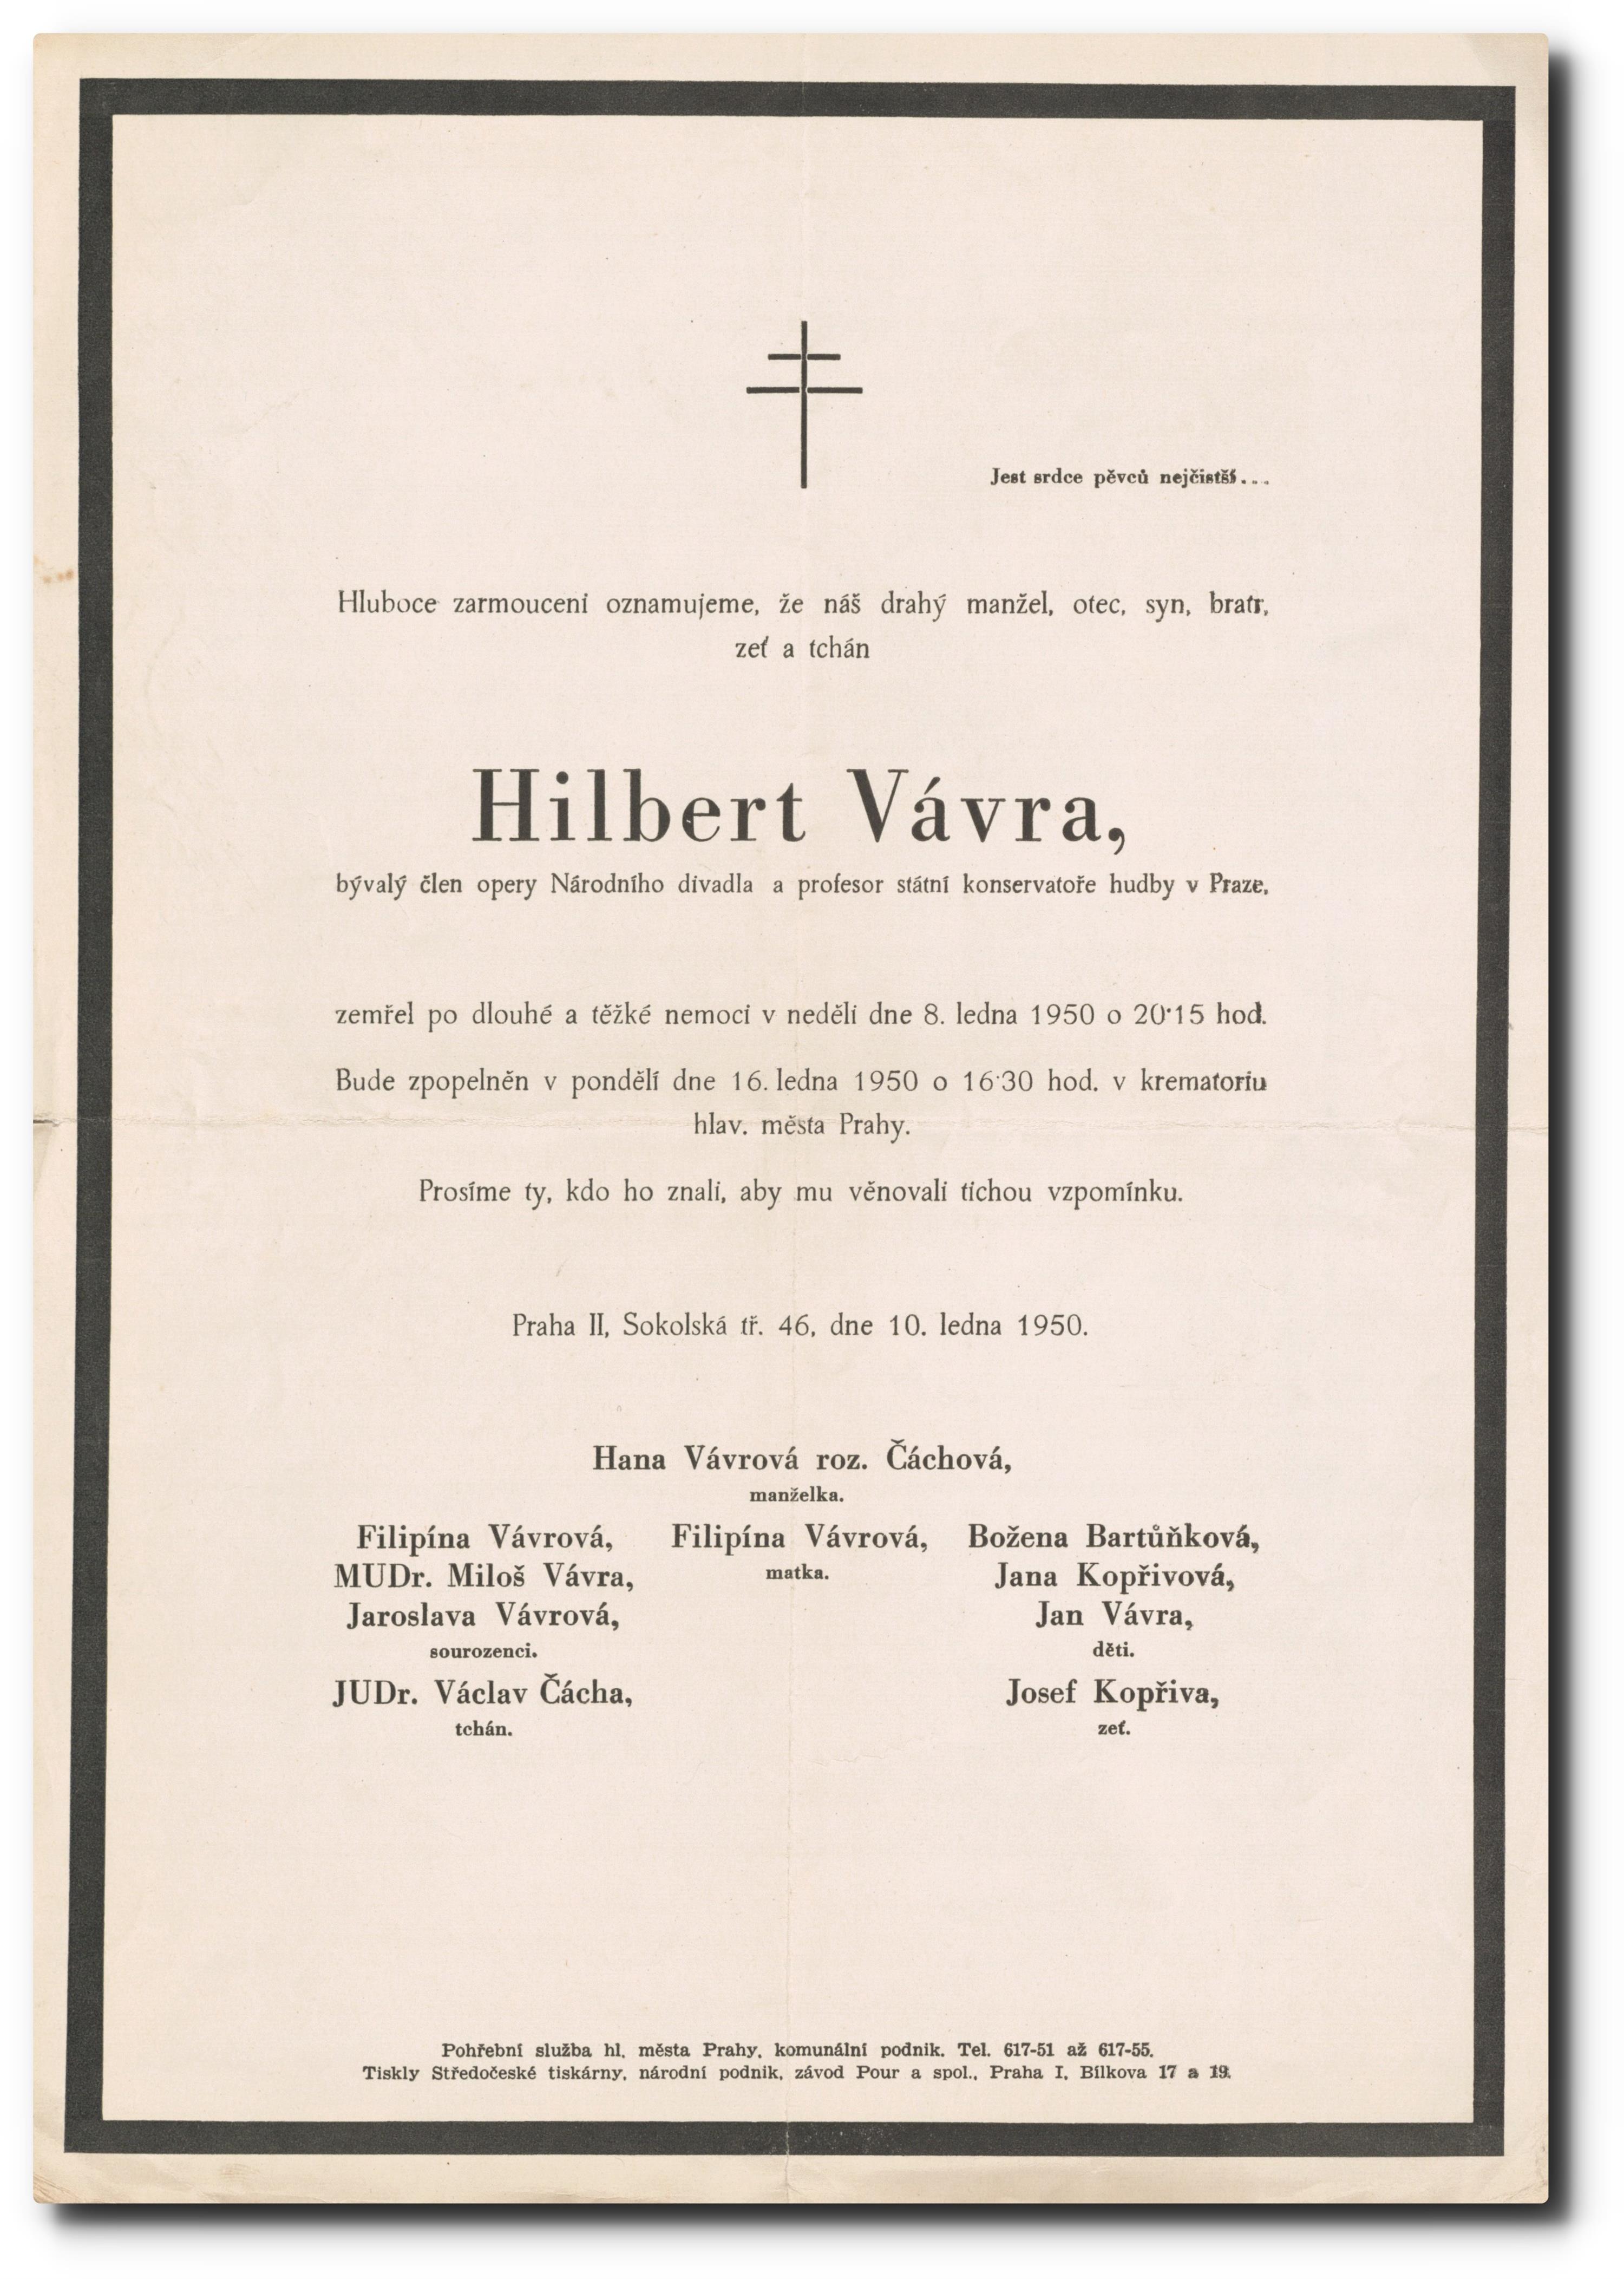 Jest srdce pěvců nejčistší...
Hluboce zarmoucení oznamujeme, že náš drahý manžel, otec, syn, bratr,
zeť a tchán
Hilbert Vávra,
bývalý člen opery Národního divadla a profesor státní konservatoře hudby v Praze,
zemřel po dlouhé a těžké nemoci v neděli dne 8. ledna 1950 o 20·15 hod.
Bude zpopelněn v pondělí dne 16. ledna 1950 o 16·30 hod. v krematoriu
hlav. města Prahy.
Prosíme ty, kdo ho znali, aby mu věnovali tichou vzpomínku.
Praha II, Sokolská tř. 46, dne 10. ledna 1950.
Hana Vávrová roz. Čáchová,
manželka.
Filipína Vávrová,
MUDr. Miloš Vávra,
Jaroslava Vávrová,
sourozenci.
JUDr. Václav Čácha,
tchán.
Filipína Vávrová,
matka.
Božena Bartůňková,
Jana Kopřivová,
Jan Vávra,
děti.
Josef Kopřiva,
zeť.
Pohřební služba hl. města Prahy, komunální podnik. Tel. 617-51 až 617-55.
Tiskly Středočeské tiskárny, národní podnik, závod Pour a spol., Praha I, Bílkova 17 a 19.